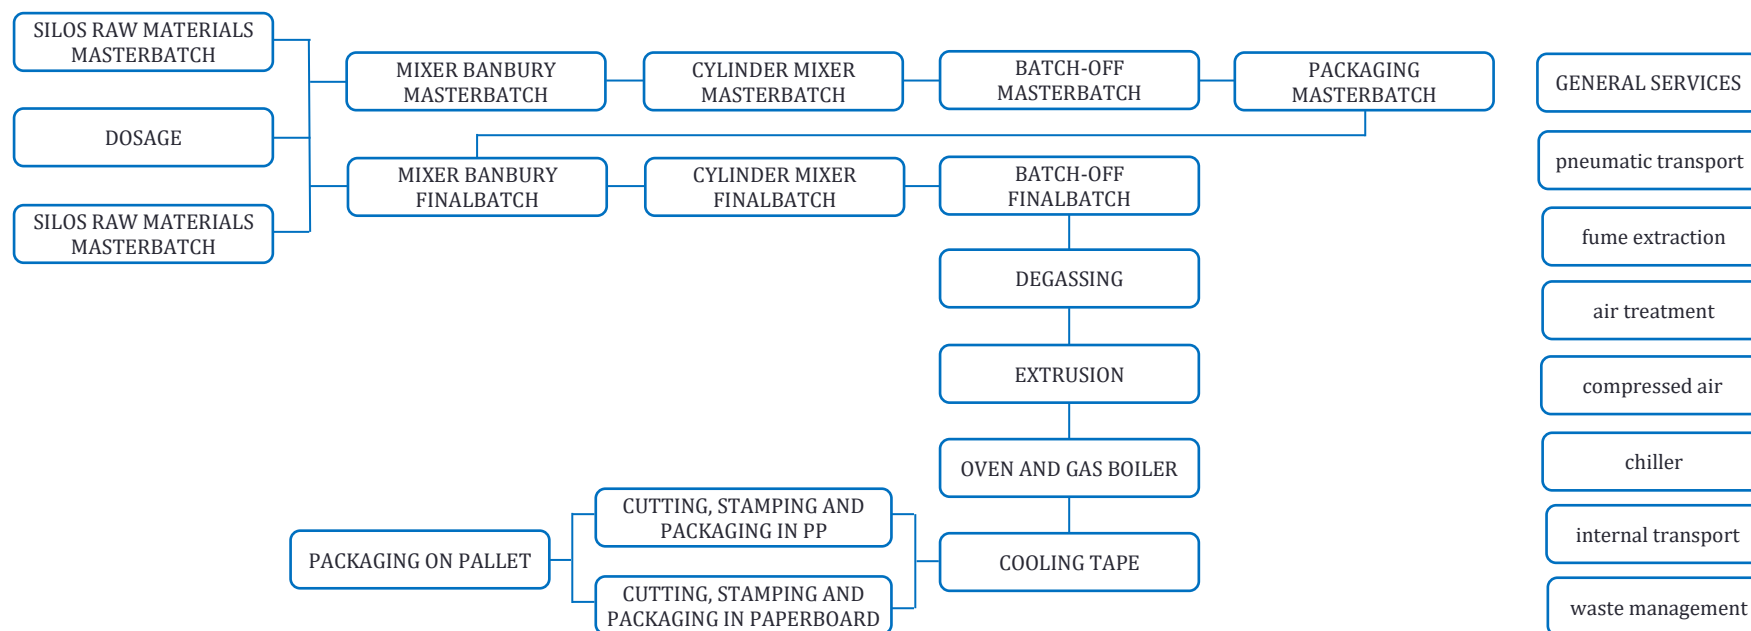 SILOS RAW MATERIALS
MASTERBATCH
MIXER BANBURY
MASTERBATCH
CYLINDER MIXER
MASTERBATCH
BATCH-OFF
MASTERBATCH
PACKAGING
MASTERBATCH
GENERAL SERVICES
DOSAGE
pneumatic transport
MIXER BANBURY
FINALBATCH
CYLINDER MIXER
FINALBATCH
BATCH-OFF
FINALBATCH
SILOS RAW MATERIALS
MASTERBATCH
fume extraction
DEGASSING
air treatment
EXTRUSION
compressed air
OVEN AND GAS BOILER
chiller
CUTTING, STAMPING AND
PACKAGING IN PP
internal transport
PACKAGING ON PALLET
COOLING TAPE
CUTTING, STAMPING AND
PACKAGING IN PAPERBOARD
waste management